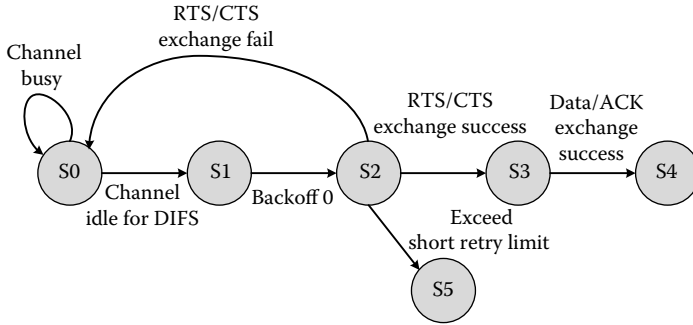 RTS/CTS
exchange fail
Channel
busy
RTS/CTS
exchange success
Data/ACK
exchange
success
S0
S1
S2
S3
S4
Channel
idle for DIFS
Backoff 0
Exceed
short retry limit
S5